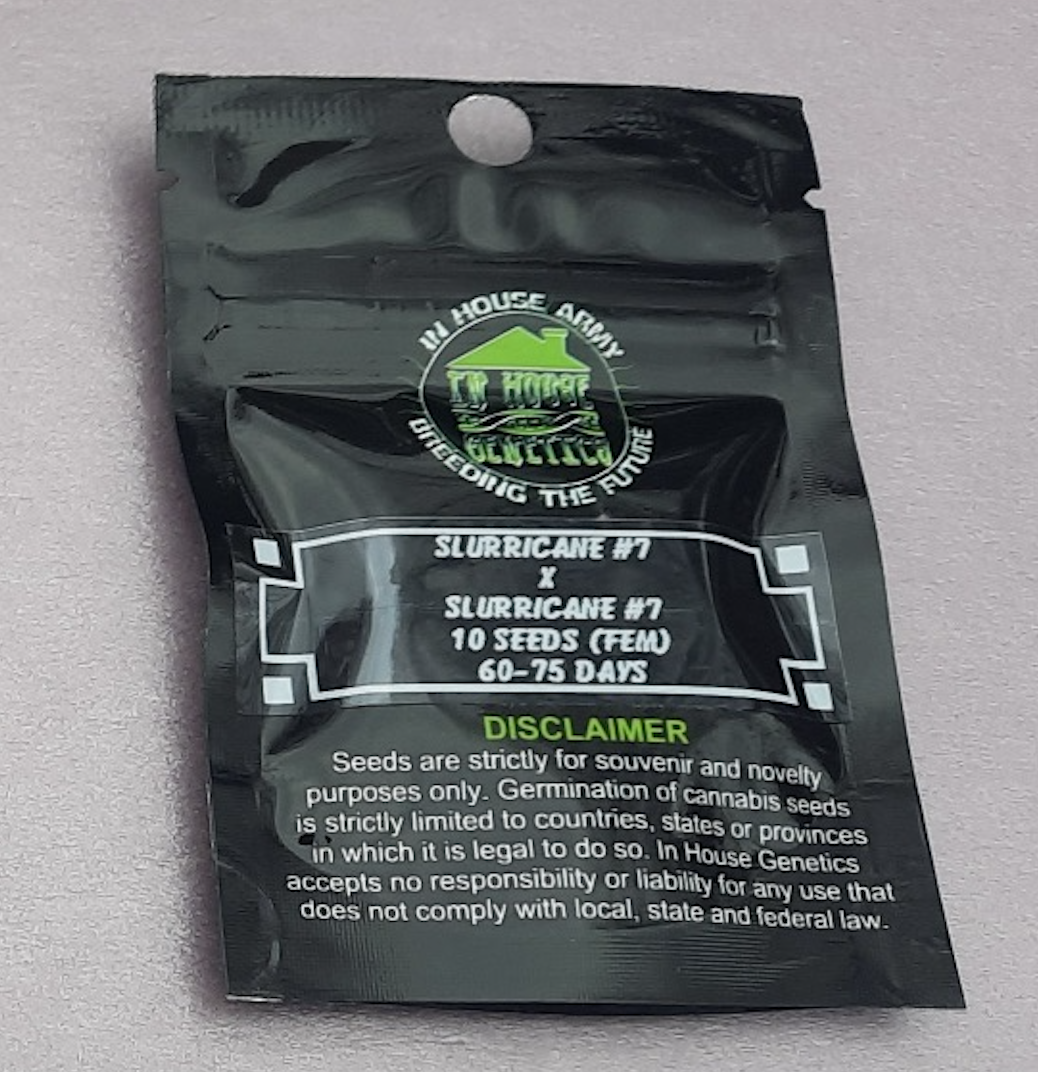 IN HOUSE ARMY
IN HOUSE
GENETICS
BREEDING THE FUTURE
SLURRICANE #7
X
SLURRICANE #7
10 SEEDS (FEM)
60-75 DAYS
DISCLAIMER
Seeds are strictly for souvenir and novelty
purposes only. Germination of cannabis seeds
is strictly limited to countries, states or provinces
in which it is legal to do so. In House Genetics
accepts no responsibility or liability for any use that
does not comply with local, state and federal law.